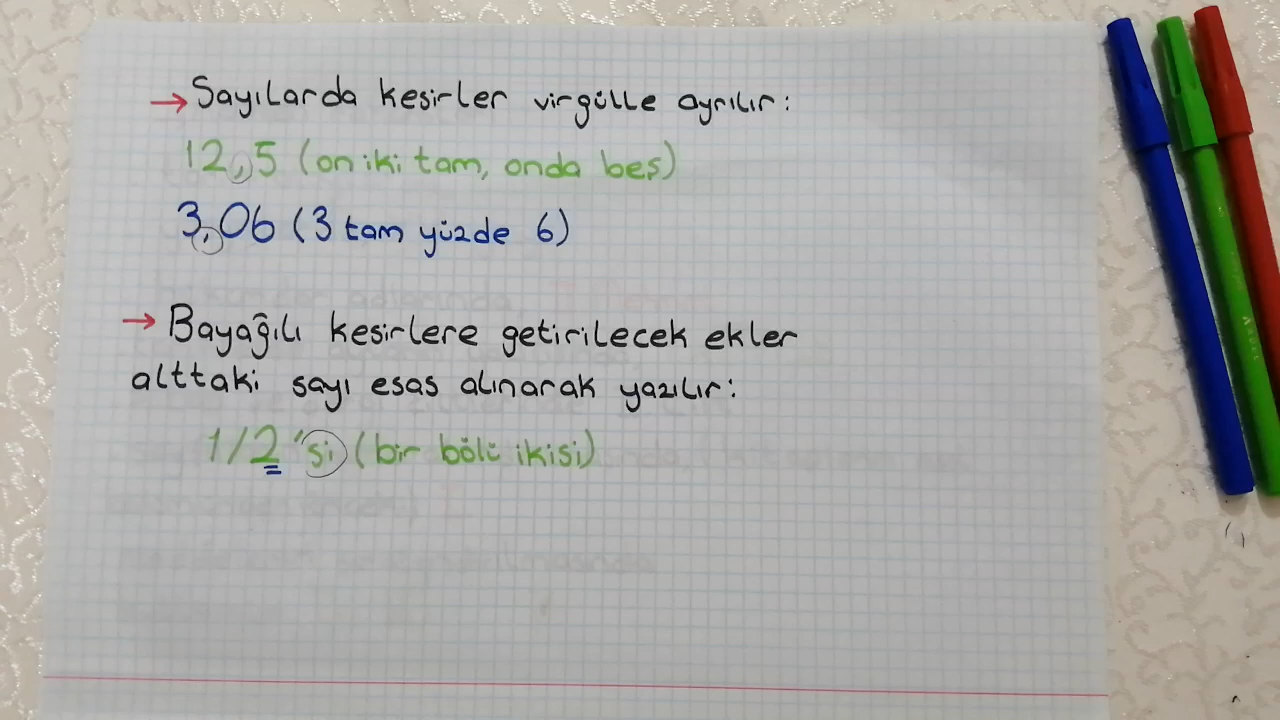 → Sayılarda kesirler virgülle ayrılır:
12,5 (on iki tam, onda beş)
3,06 (3 tam yüzde 6)
→ Bayağılı kesirlere getirilecek ekler
alttaki sayı esas alınarak yazılır:
1/2'si (bir bölü ikisi)